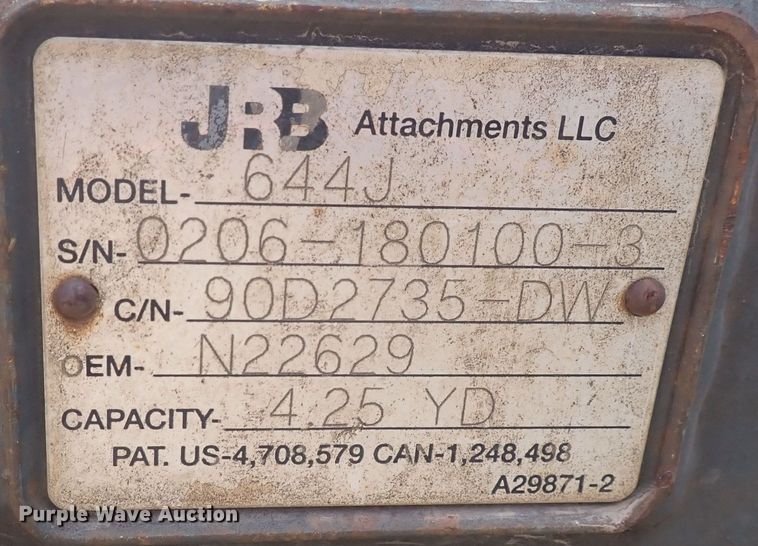 JRB Attachments LLC
MODEL- 644J
S/N- 0206-180100-3
C/N- 90D2735-DW
OEM- N22629
CAPACITY- 4.25 YD
PAT. US-4,708,579 CAN-1,248,498
A29871-2
Purple Wave Auction